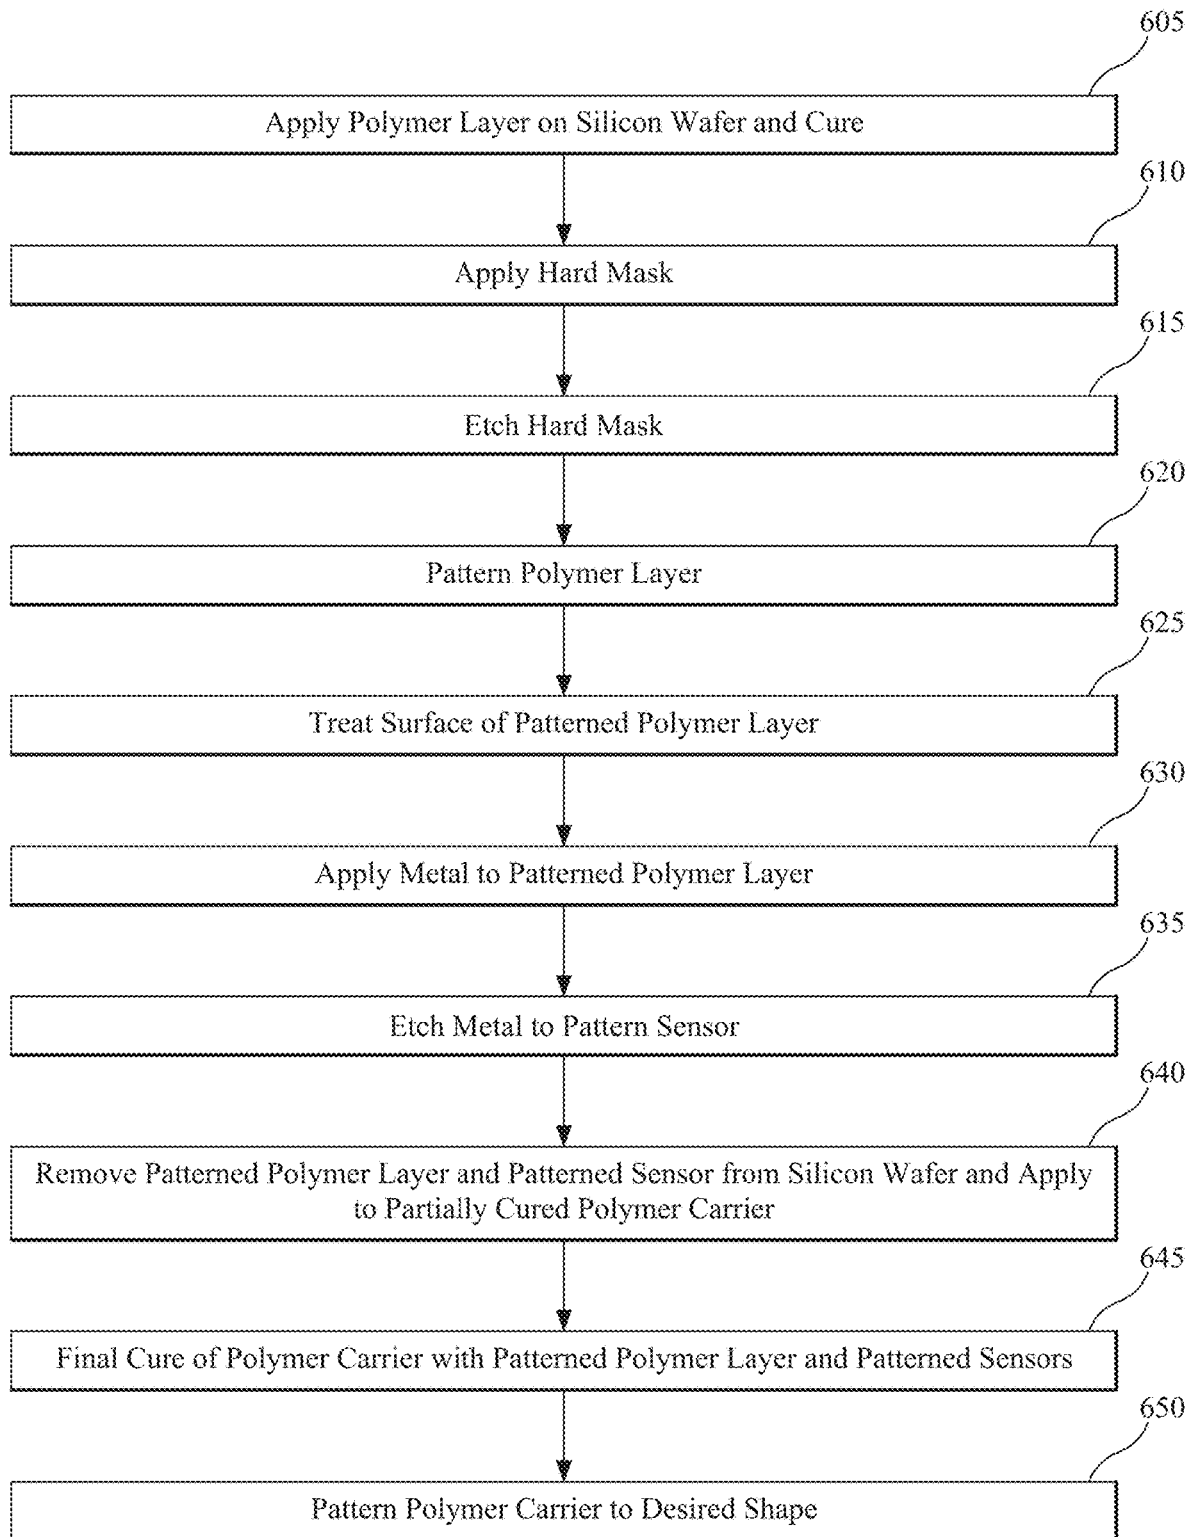 605
Apply Polymer Layer on Silicon Wafer and Cure
610
Apply Hard Mask
615
Etch Hard Mask
620
Pattern Polymer Layer
625
Treat Surface of Patterned Polymer Layer
630
Apply Metal to Patterned Polymer Layer
635
Etch Metal to Pattern Sensor
640
Remove Patterned Polymer Layer and Patterned Sensor from Silicon Wafer and Apply
to Partially Cured Polymer Carrier
645
Final Cure of Polymer Carrier with Patterned Polymer Layer and Patterned Sensors
650
Pattern Polymer Carrier to Desired Shape